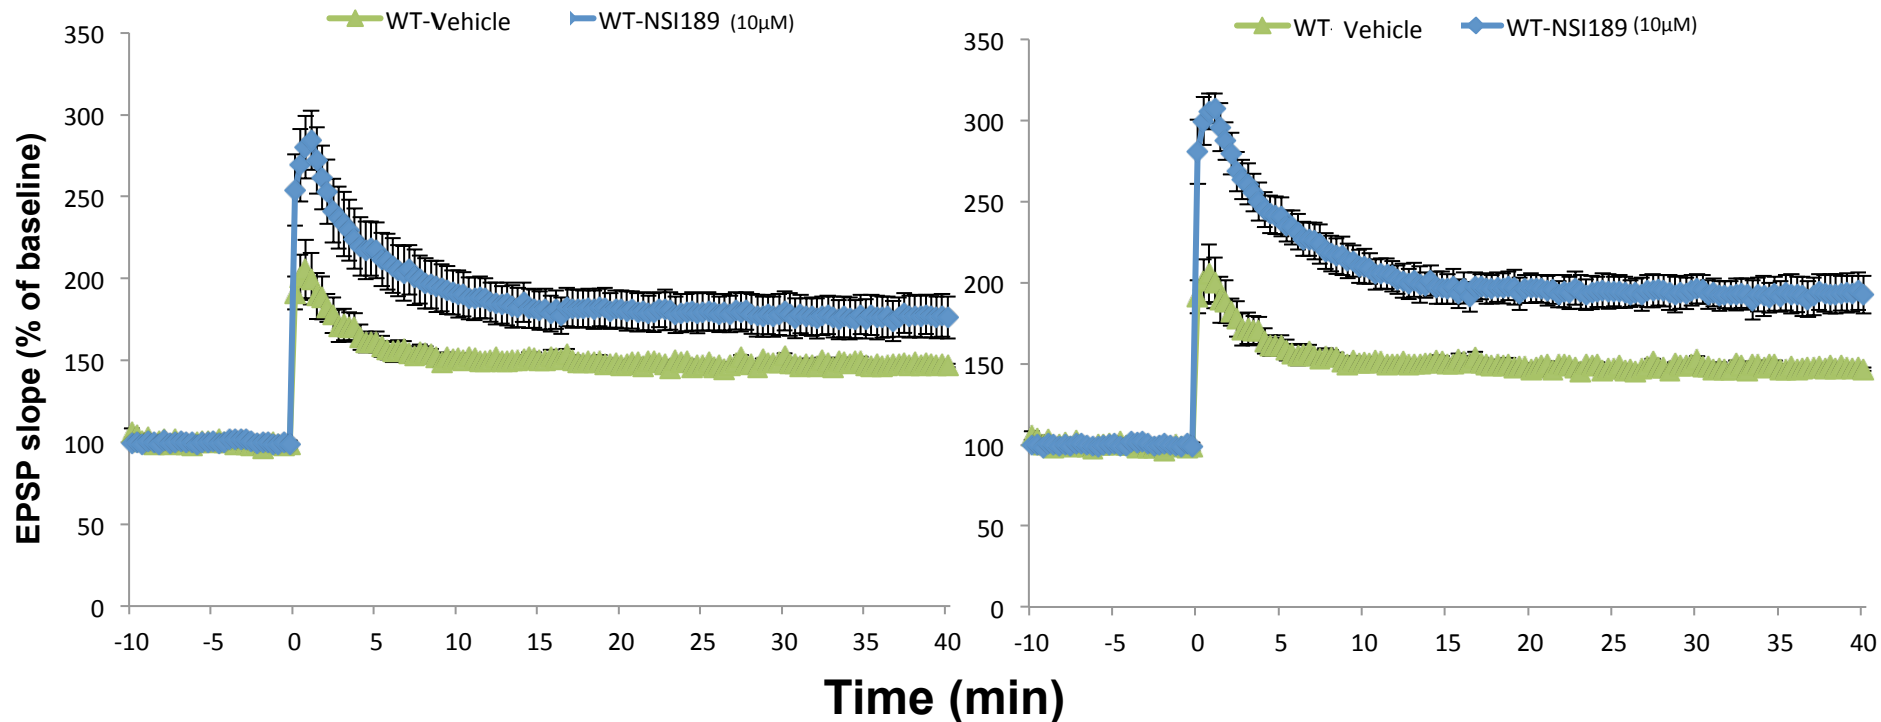 WT-Vehicle WT-NSI189 (10µM)
WT- Vehicle WT-NSI189 (10µM)
EPSP slope (% of baseline)
350
300
250
200
150
100
50
0
-10 -5 0 5 10 15 20 25 30 35 40
350
300
250
200
150
100
50
0
-10 -5 0 5 10 15 20 25 30 35 40
Time (min)